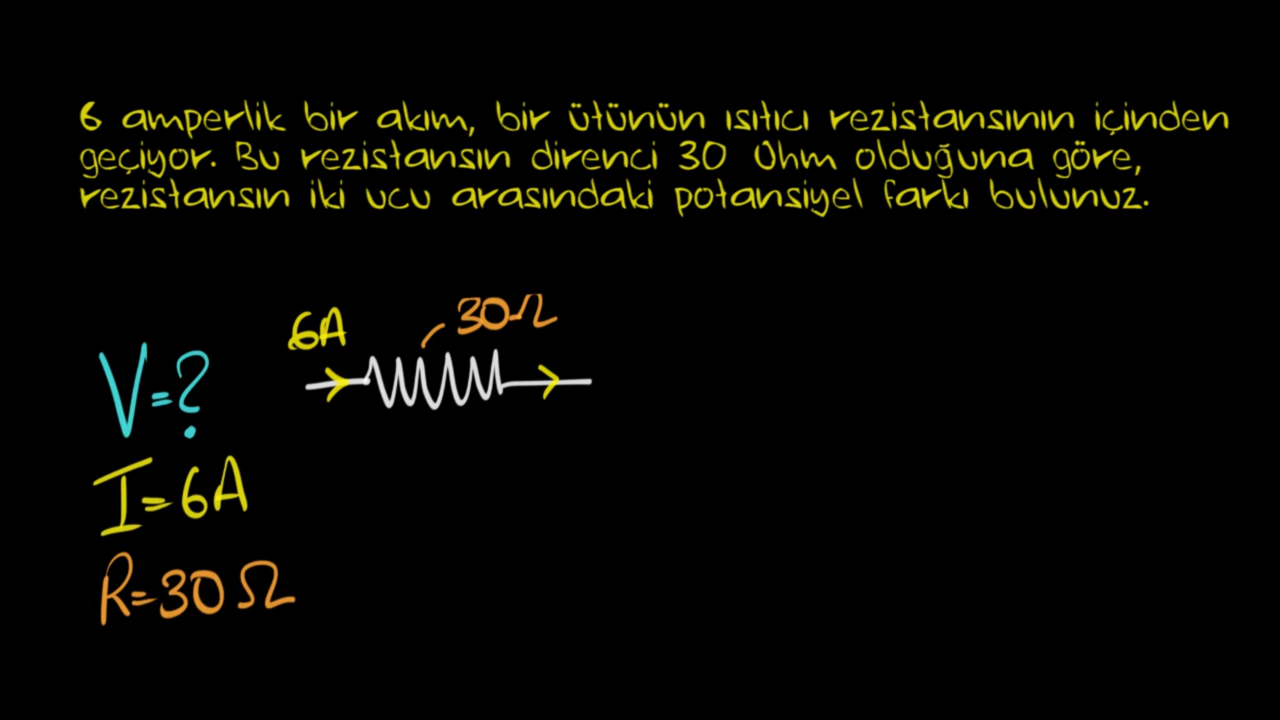 6 amperlik bir akım, bir ütünün ısıtıcı rezistansının içinden
geçiyor. Bu rezistansın direnci 30 Ohm olduğuna göre,
rezistansın iki ucu arasındaki potansiyel farkı bulunuz.
6A
30Ω
V=?
I=6A
R=30Ω